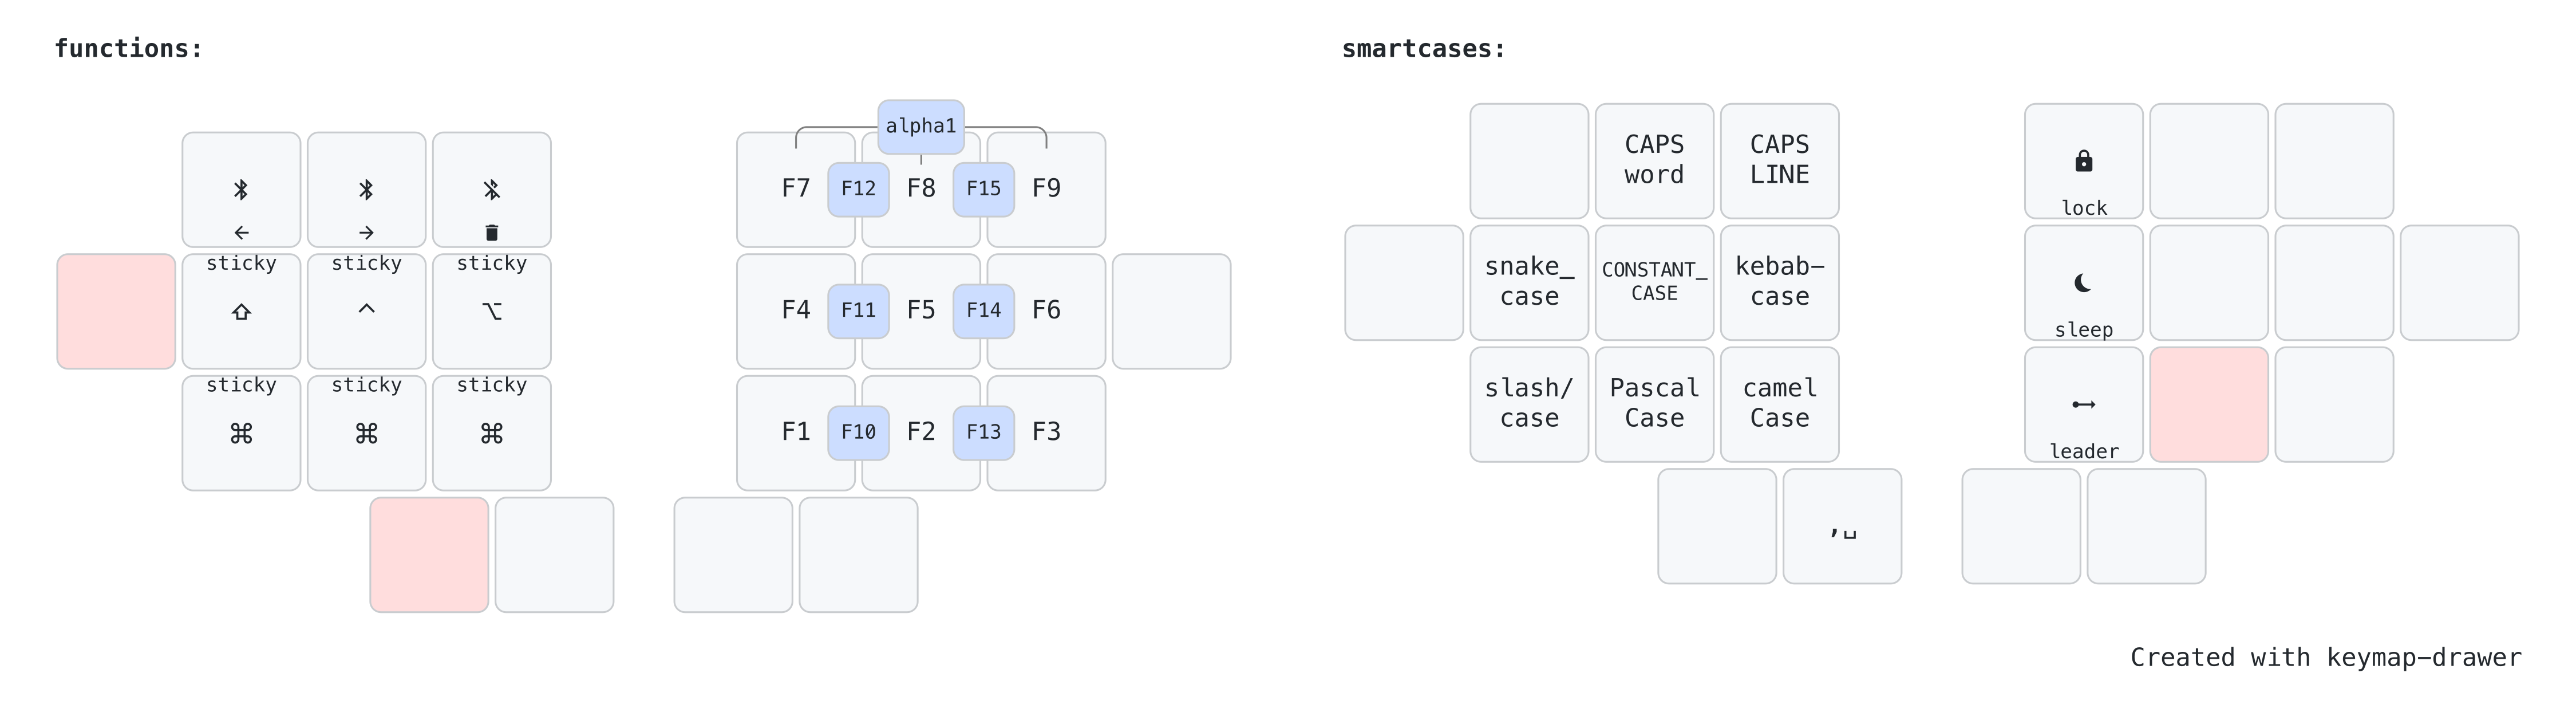 functions:
smartcases:
alpha1
F7 F12 F8 F15 F9
sticky sticky sticky
F4 F11 F5 F14 F6
sticky sticky sticky
⌘ ⌘ ⌘
F1 F10 F2 F13 F3
CAPS
word
CAPS
LINE
lock
snake_
case
CONSTANT_
CASE
kebab-
case
sleep
slash/
case
Pascal
Case
camel
Case
leader
,␣
Created with keymap-drawer